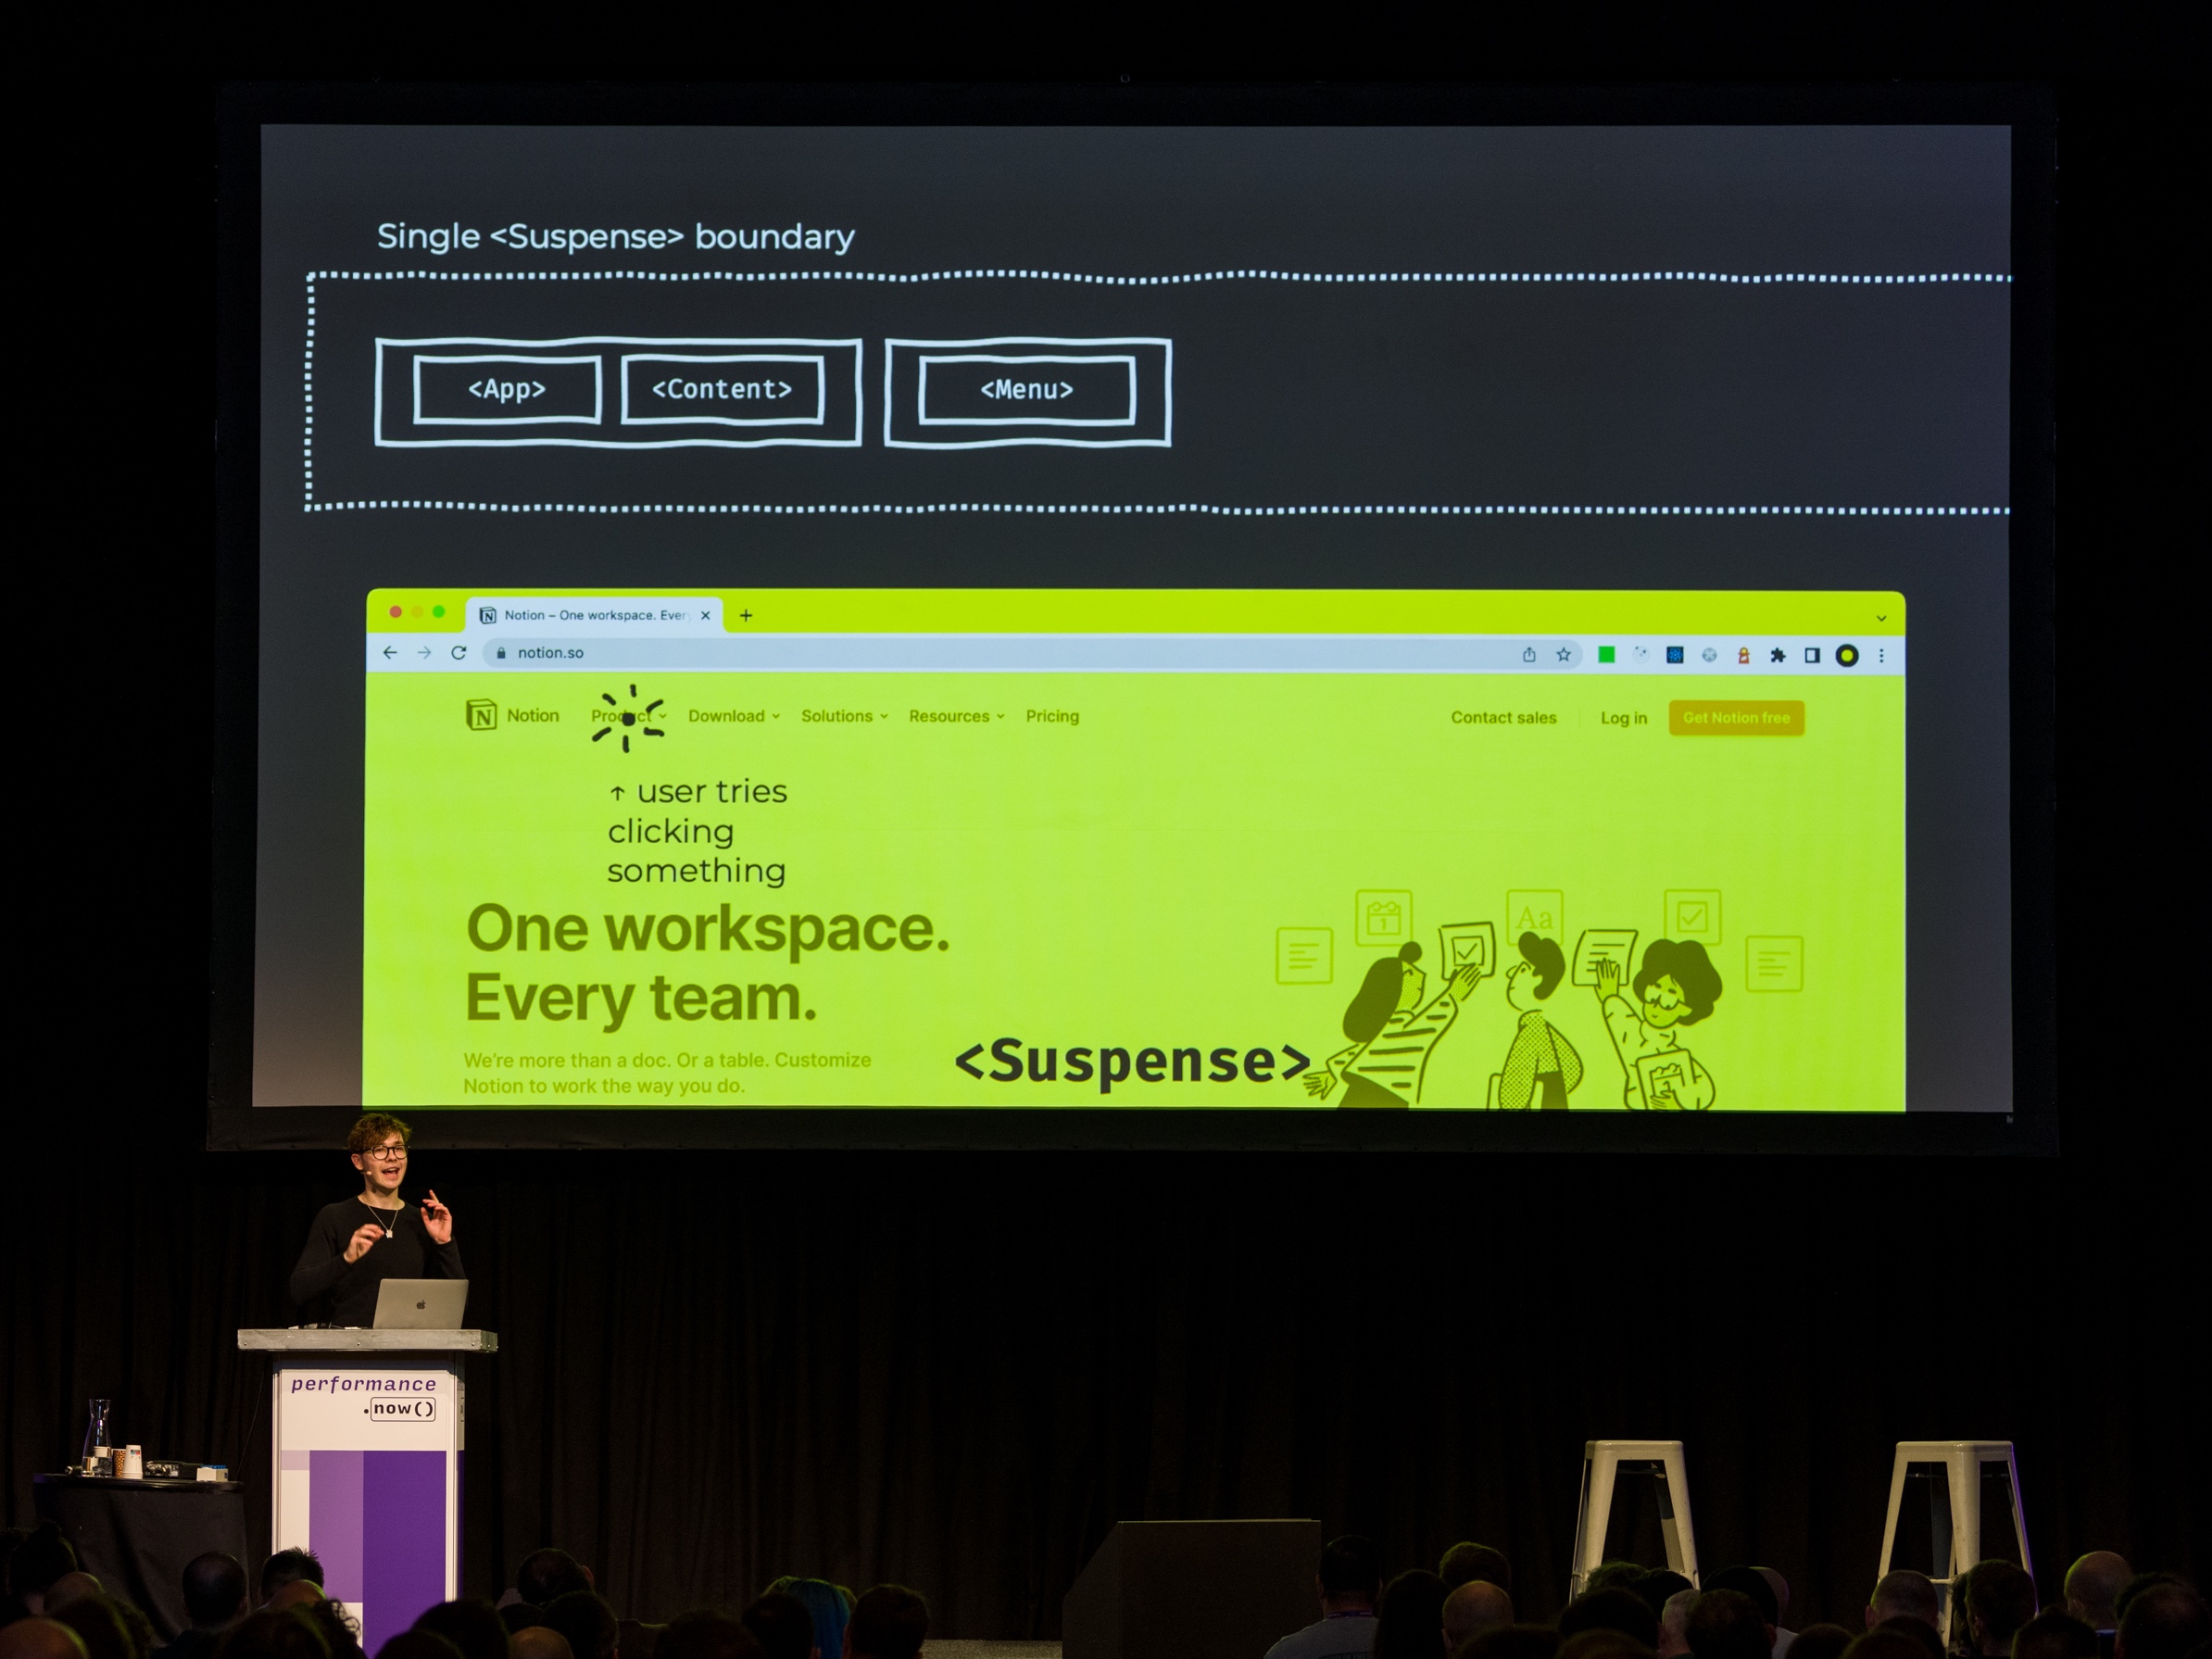 Single <Suspense> boundary
<App> <Content> <Menu>
Notion – One workspace. Ever
notion.so
Notion Product Download Solutions Resources Pricing Contact sales Log in Get Notion free
↑ user tries
clicking
something
One workspace.
Every team.
We're more than a doc. Or a table. Customize
Notion to work the way you do.
<Suspense>
1
Aa
performance
.now()